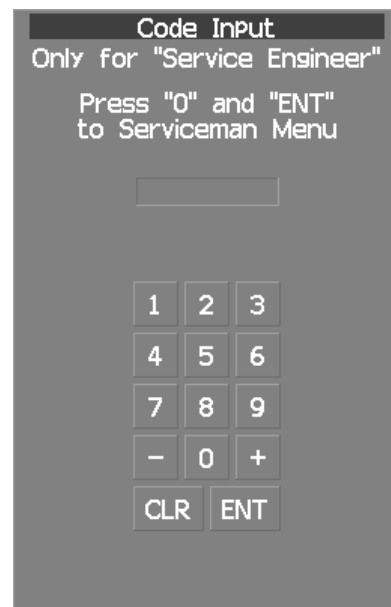 Code Input
Only for "Service Engineer"
Press "0" and "ENT"
to Serviceman Menu
1 2 3
4 5 6
7 8 9
- 0 +
CLR ENT